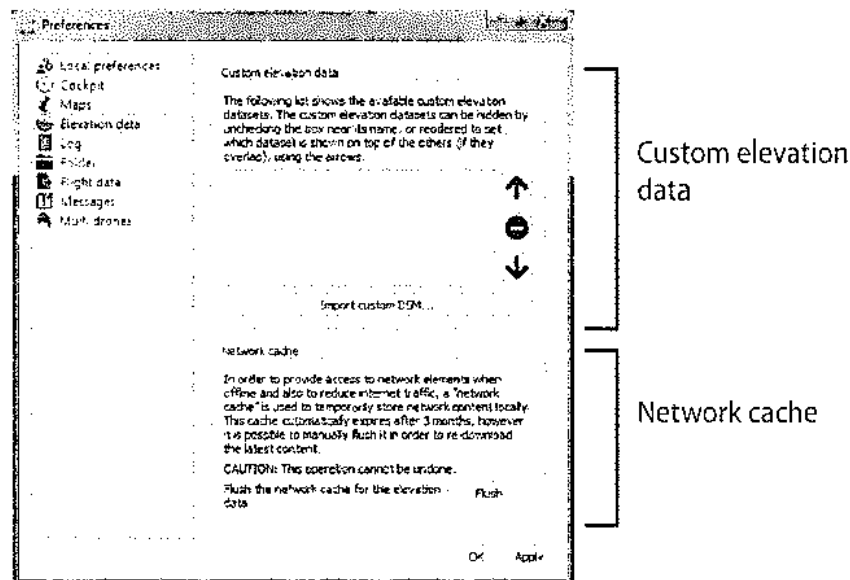 Preferences
Local preferences
Cockpit
Maps
Elevation data
Log
Folder
Flight data
Messages
Multi drones
Custom elevation data
The following list shows the available custom elevation
datasets. The custom elevation datasets can be hidden by
unchecking the box near its name, or reodered to set
which dataset is shown on top of the others (if they
overlap), using the arrows.
Import custom DSM...
Network cache
In order to provide access to network elements when
offline and also to reduce internet traffic, a "network
cache" is used to temporarily store network content locally.
This cache automatically expires after 3 months, however
it is possible to manually flush it in order to re-download
the latest content.
CAUTION: This operation cannot be undone.
Flush the network cache for the elevation
data
Flush
OK Apply
Custom elevation
data
Network cache